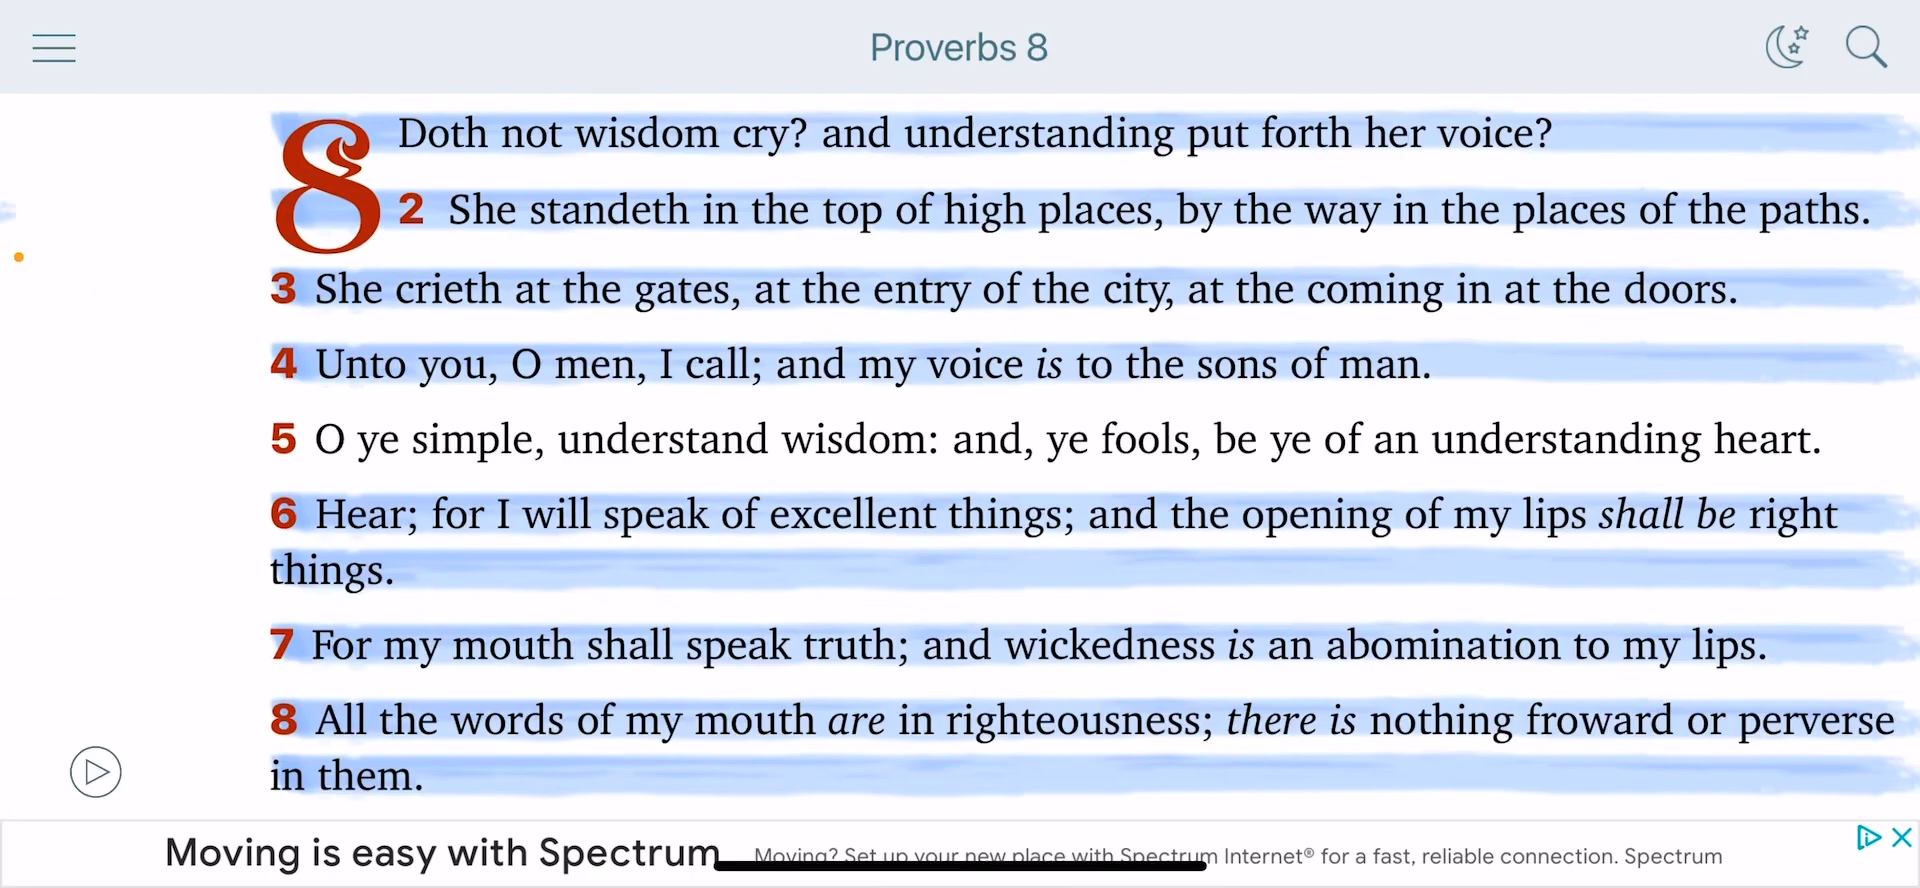 Proverbs 8
8 Doth not wisdom cry? and understanding put forth her voice?
2 She standeth in the top of high places, by the way in the places of the paths.
3 She crieth at the gates, at the entry of the city, at the coming in at the doors.
4 Unto you, O men, I call; and my voice is to the sons of man.
5 O ye simple, understand wisdom: and, ye fools, be ye of an understanding heart.
6 Hear; for I will speak of excellent things; and the opening of my lips shall be right
things.
7 For my mouth shall speak truth; and wickedness is an abomination to my lips.
8 All the words of my mouth are in righteousness; there is nothing froward or perverse
in them.
Moving is easy with Spectrum
Moving? Set up your new place with Spectrum Internet® for a fast, reliable connection. Spectrum